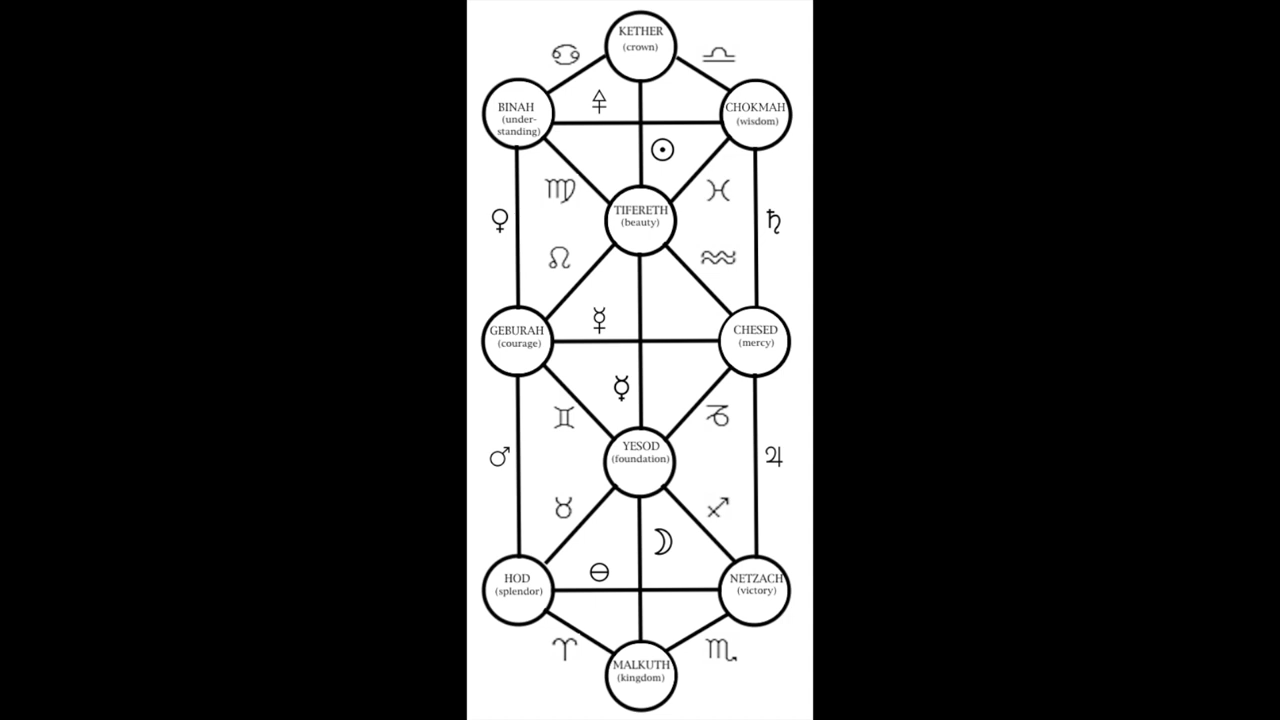 KETHER
(crown)
BINAH
(under-
standing)
CHOKMAH
(wisdom)
TIFERETH
(beauty)
GEBURAH
(courage)
CHESED
(mercy)
YESOD
(foundation)
HOD
(splendor)
NETZACH
(victory)
MALKUTH
(kingdom)